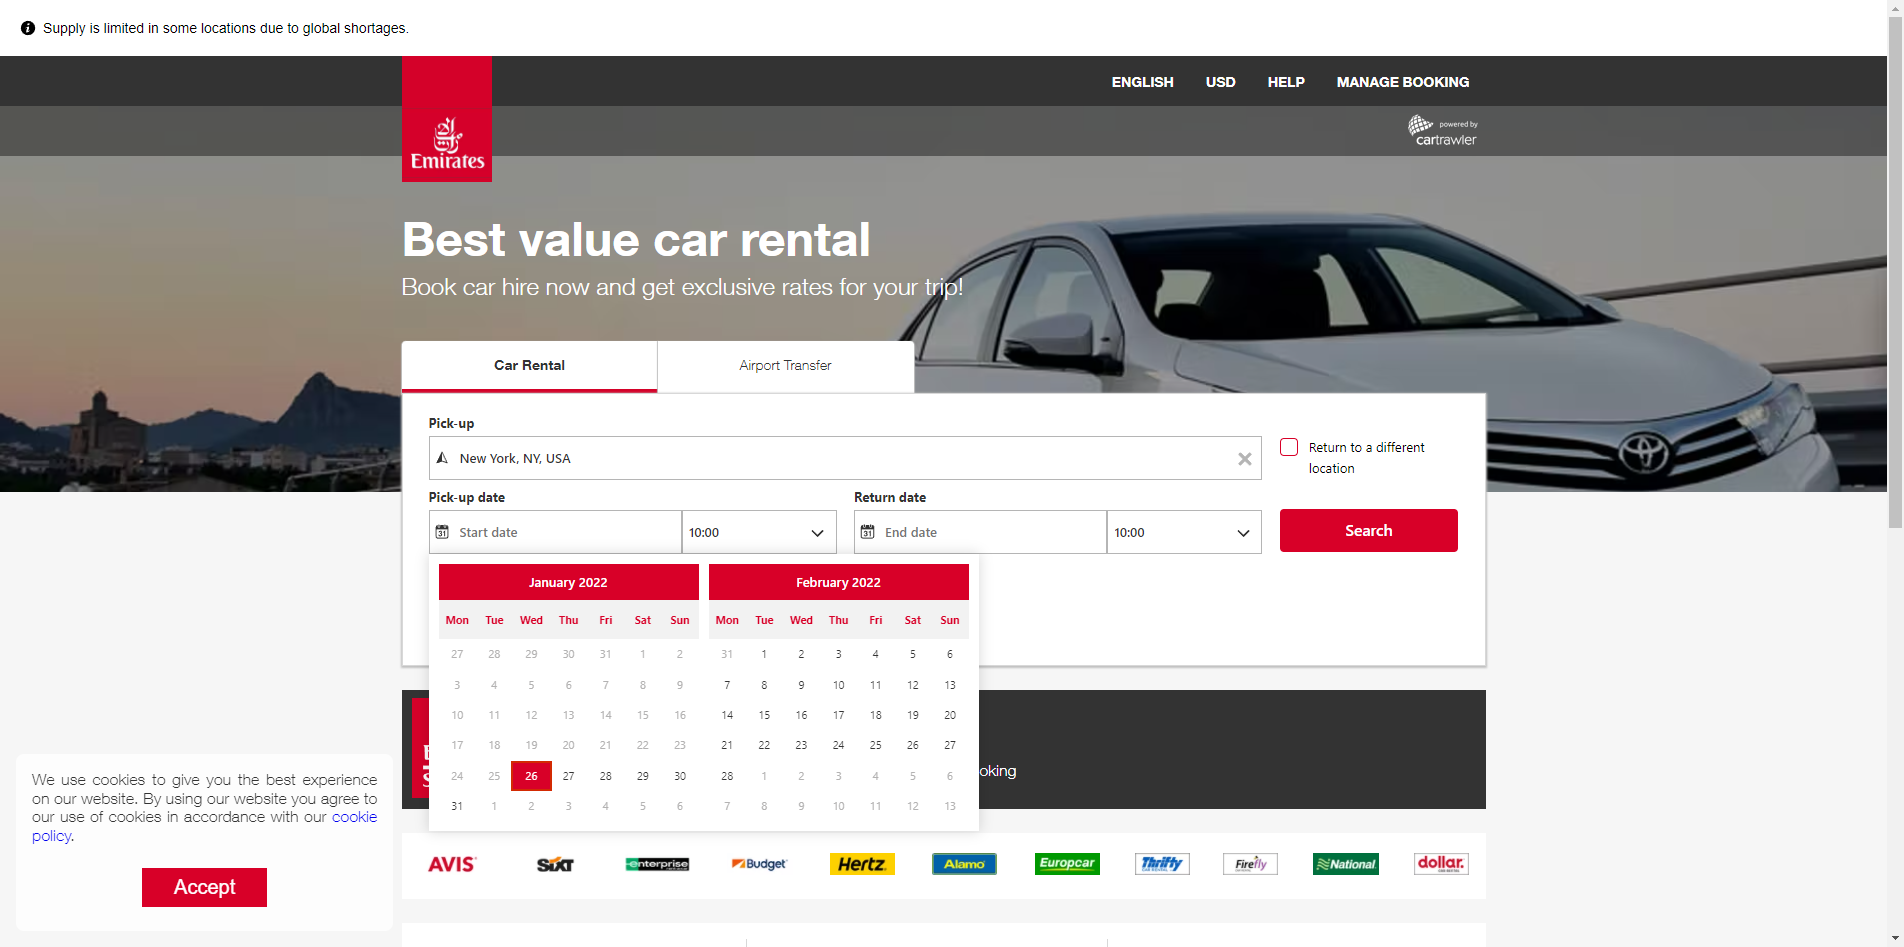 Supply is limited in some locations due to global shortages.
ENGLISH USD HELP MANAGE BOOKING
Emirates
powered by
cartrawler
Best value car rental
Book car hire now and get exclusive rates for your trip!
Car Rental Airport Transfer
Pick-up
New York, NY, USA
Return to a different
location
Pick-up date Return date
31 Start date 10:00 31 End date 10:00
Search
January 2022 February 2022
Mon Tue Wed Thu Fri Sat Sun Mon Tue Wed Thu Fri Sat Sun
27 28 29 30 31 1 2 31 1 2 3 4 5 6
3 4 5 6 7 8 9 7 8 9 10 11 12 13
10 11 12 13 14 15 16 14 15 16 17 18 19 20
17 18 19 20 21 22 23 21 22 23 24 25 26 27
24 25 26 27 28 29 30 28 1 2 3 4 5 6
31 1 2 3 4 5 6 7 8 9 10 11 12 13
oking
We use cookies to give you the best experience
on our website. By using our website you agree to
our use of cookies in accordance with our cookie
policy.
Accept
AVIS SIXT enterprise Budget Hertz Alamo Europcar Thrifty Firefly National dollar.